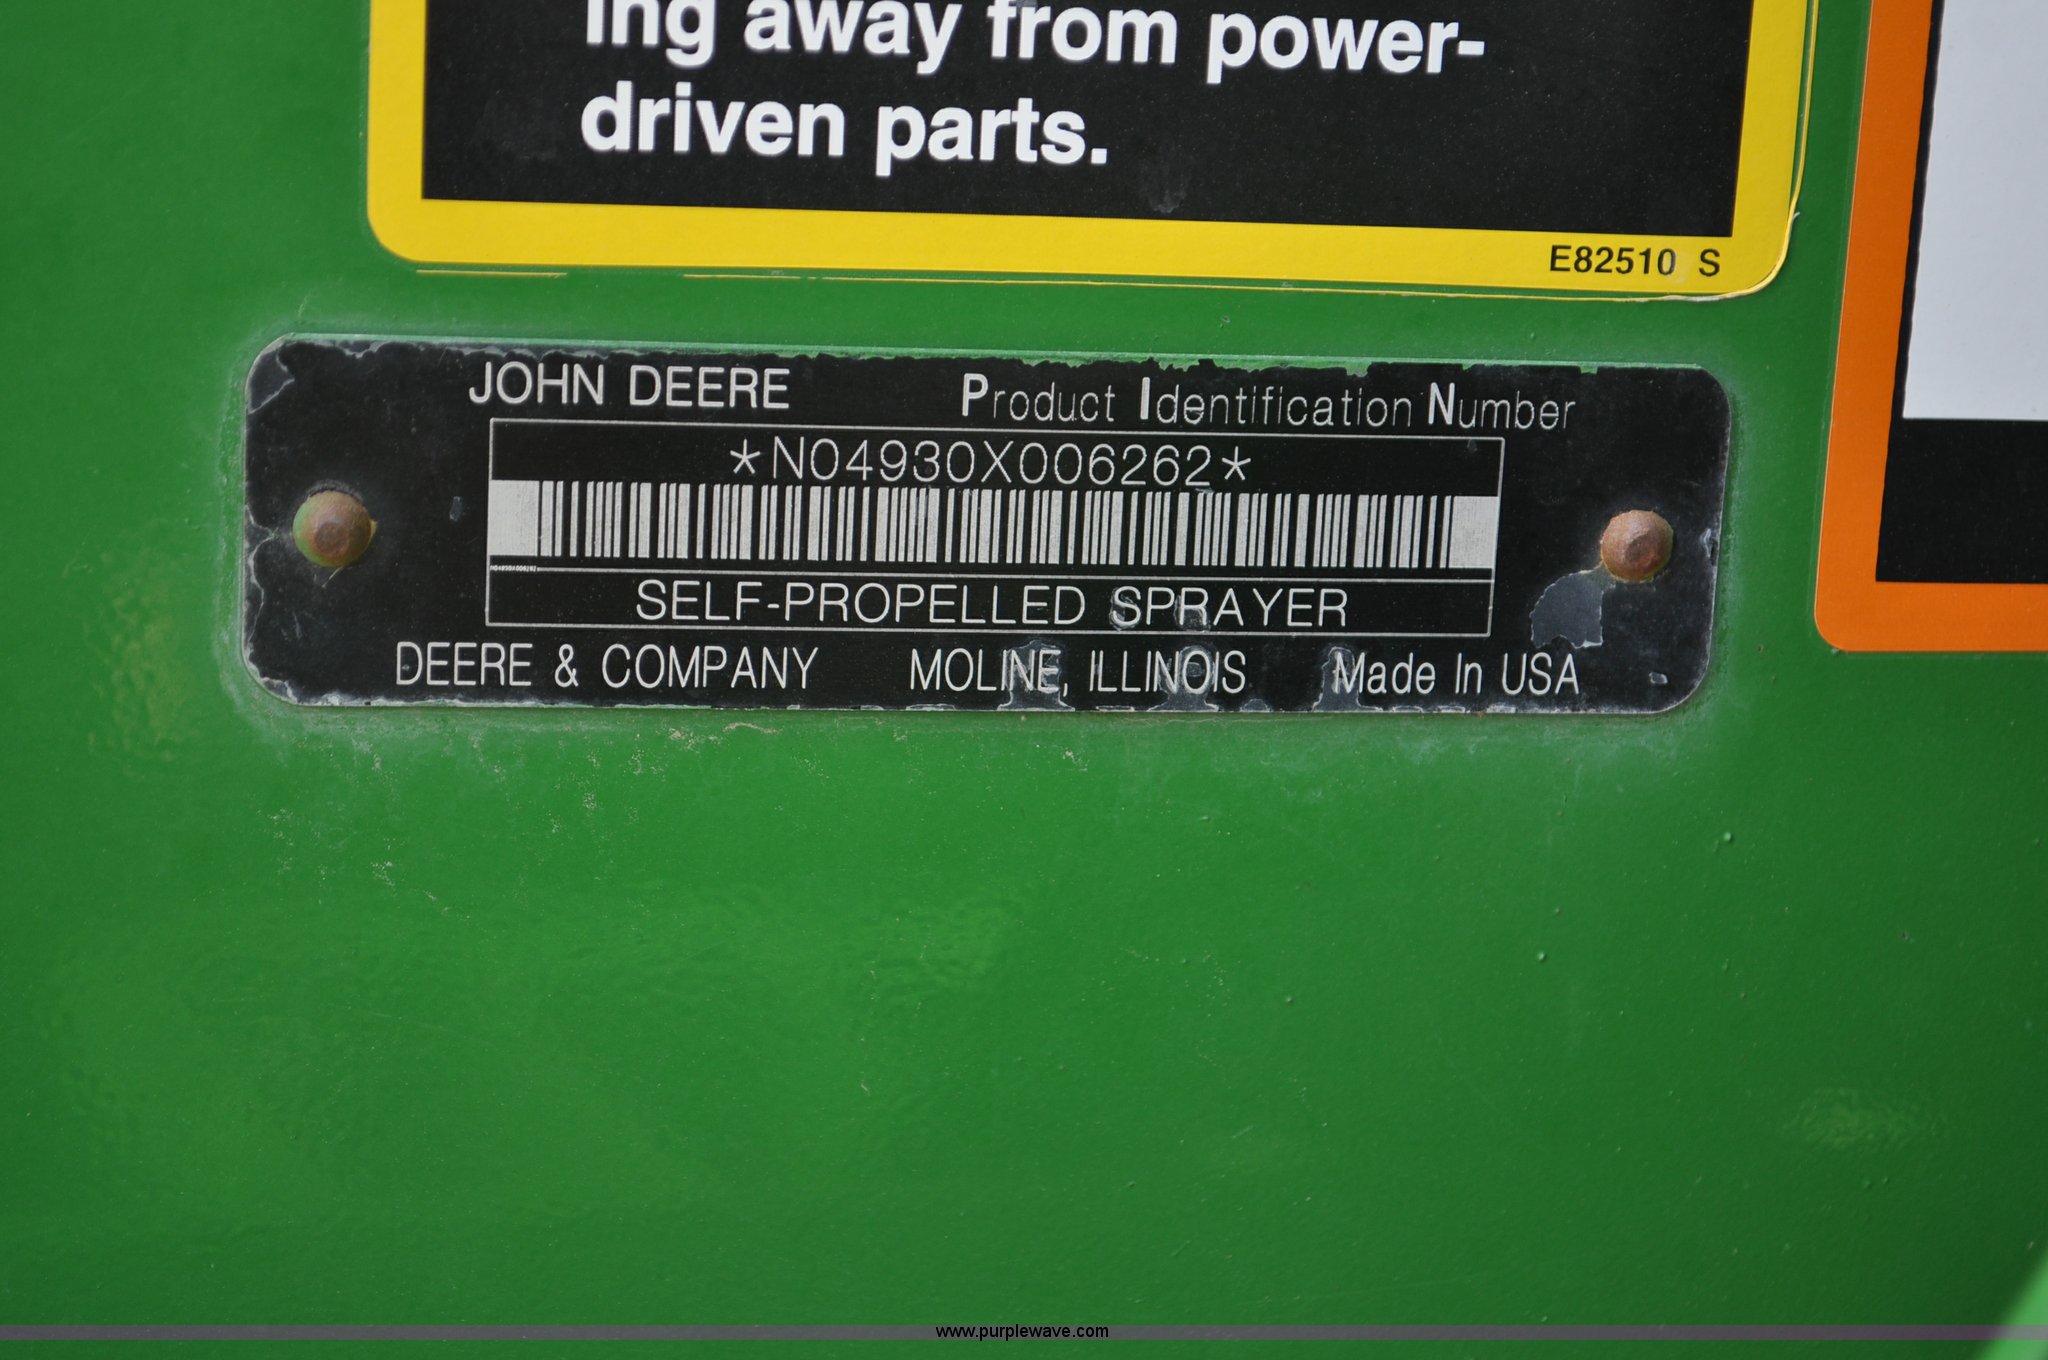 ing away from power-
driven parts.
E82510 S
JOHN DEERE Product Identification Number
*N04930X006262*
N04930X006262
SELF-PROPELLED SPRAYER
DEERE & COMPANY MOLINE, ILLINOIS Made In USA
www.purplewave.com